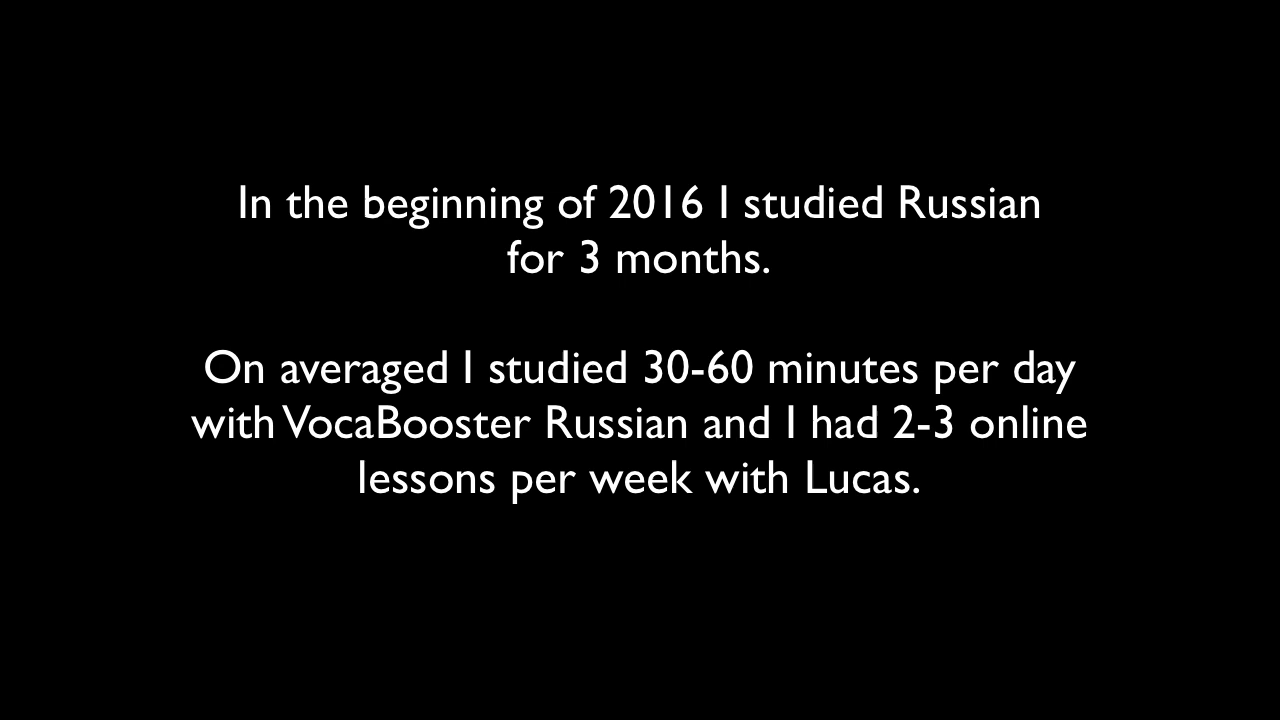 In the beginning of 2016 I studied Russian
for 3 months.
On averaged I studied 30-60 minutes per day
with VocaBooster Russian and I had 2-3 online
lessons per week with Lucas.